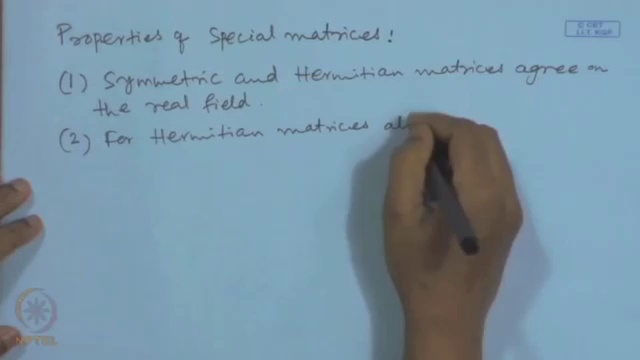 Properties of Special matrices:
(1) Symmetric and Hermitian matrices agree on
the real field.
(2) For Hermitian matrices al
© CET
I.I.T. KGP
NPTEL